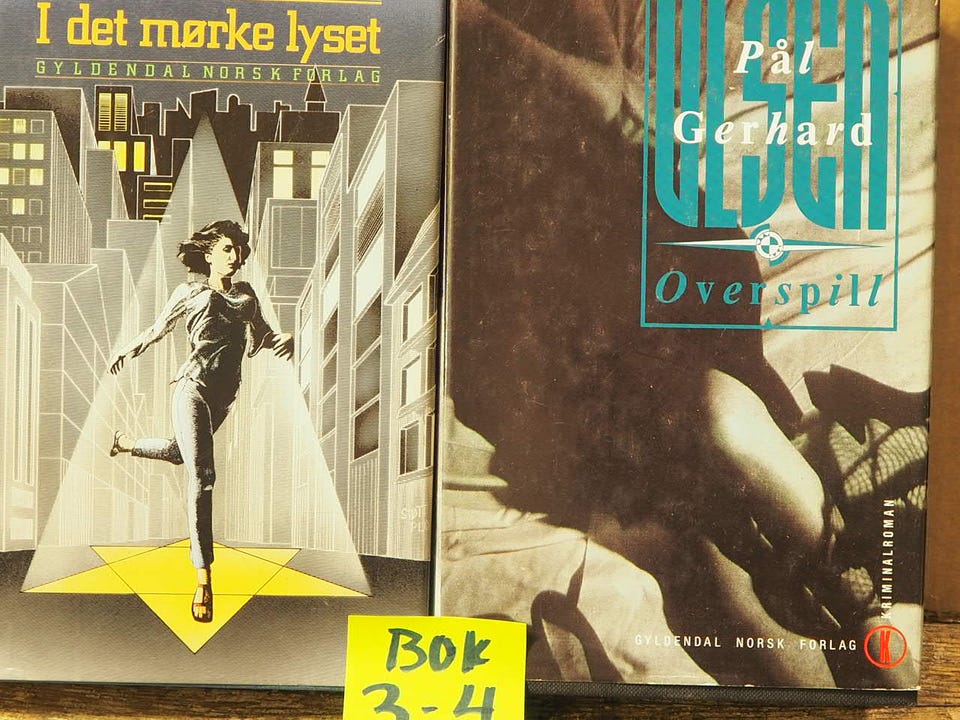 I det mørke lyset
GYLDENDAL NORSK FORLAG
OLSEN
Pål
Gerhard
Overspill
KRIMINALROMAN
GYLDENDAL NORSK FORLAG
K
BOK
3-4